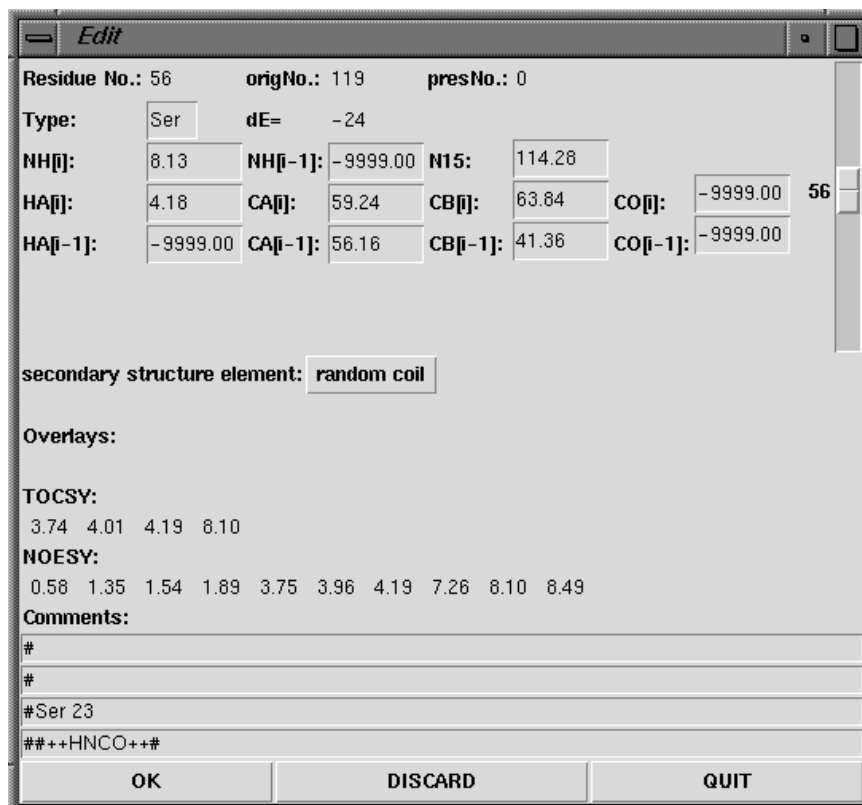 Edit
Residue No.: 56 origNo.: 119 presNo.: 0
Type: Ser dE= -24
NH[i]: 8.13 NH[i-1]: -9999.00 N15: 114.28
HA[i]: 4.18 CA[i]: 59.24 CB[i]: 63.84 CO[i]: -9999.00 56
HA[i-1]: -9999.00 CA[i-1]: 56.16 CB[i-1]: 41.36 CO[i-1]: -9999.00
secondary structure element: random coil
Overlays:
TOCSY:
3.74 4.01 4.19 8.10
NOESY:
0.58 1.35 1.54 1.89 3.75 3.96 4.19 7.26 8.10 8.49
Comments:
#
#
#Ser 23
##++HNCO++#
OK DISCARD QUIT